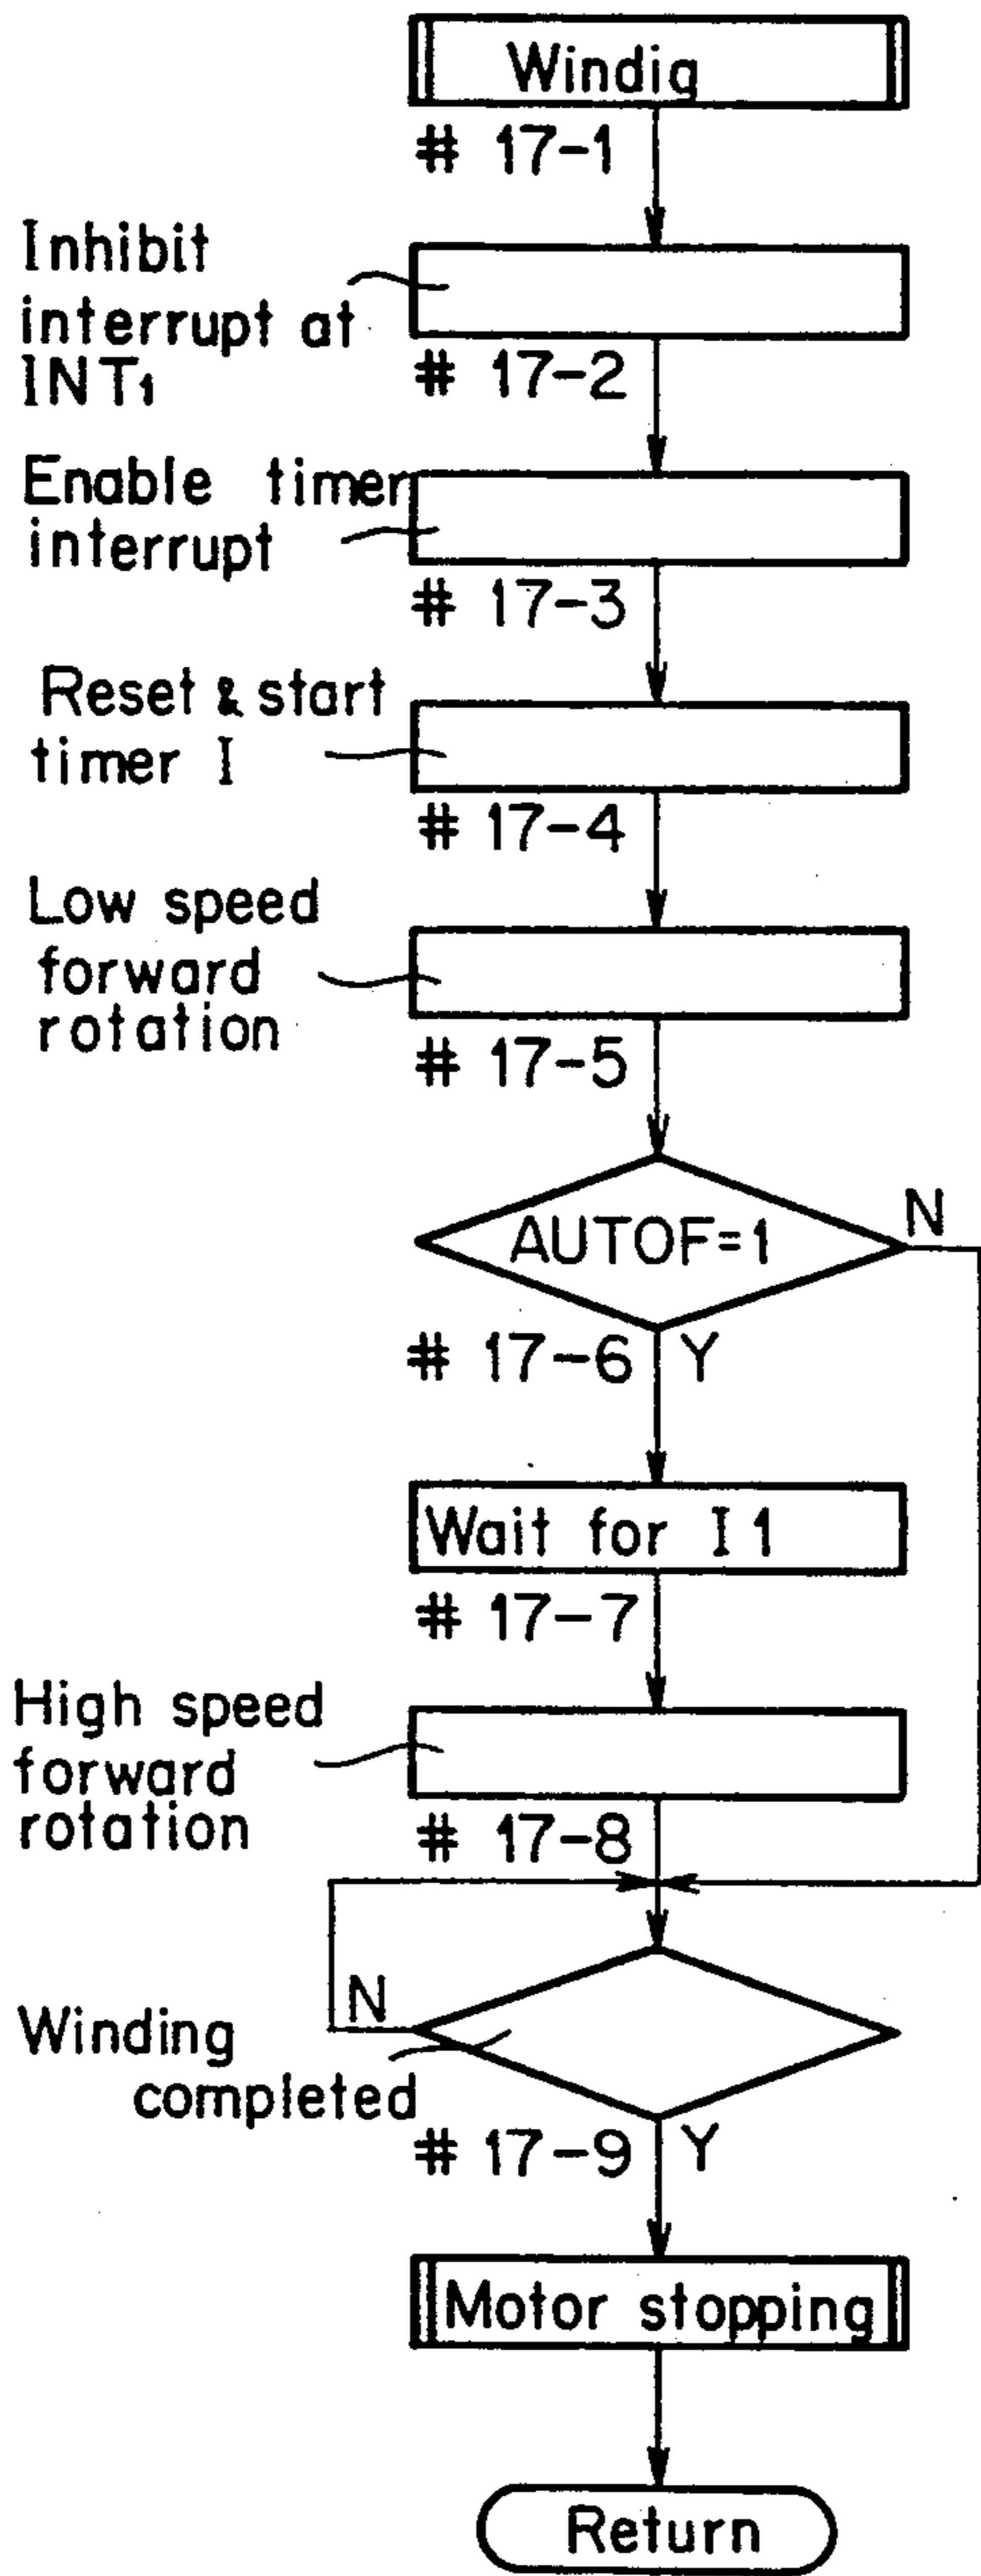 Windig
# 17-1
Inhibit
interrupt at
INT1
# 17-2
Enable timer
interrupt
# 17-3
Reset & start
timer I
# 17-4
Low speed
forward
rotation
# 17-5
AUTOF=1
N
# 17-6
Y
Wait for I 1
# 17-7
High speed
forward
rotation
# 17-8
N
Winding
completed
# 17-9
Y
Motor stopping
Return